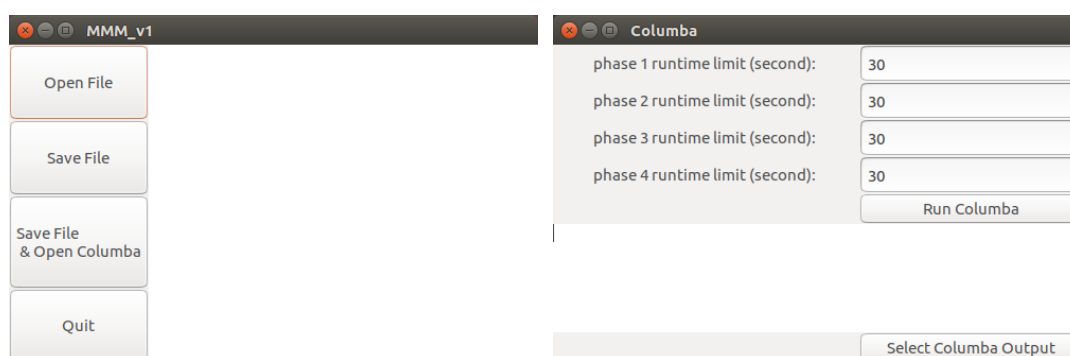 MMM_v1
Open File
Save File
Save File
& Open Columba
Quit
Columba
phase 1 runtime limit (second): 30
phase 2 runtime limit (second): 30
phase 3 runtime limit (second): 30
phase 4 runtime limit (second): 30
Run Columba
Select Columba Output